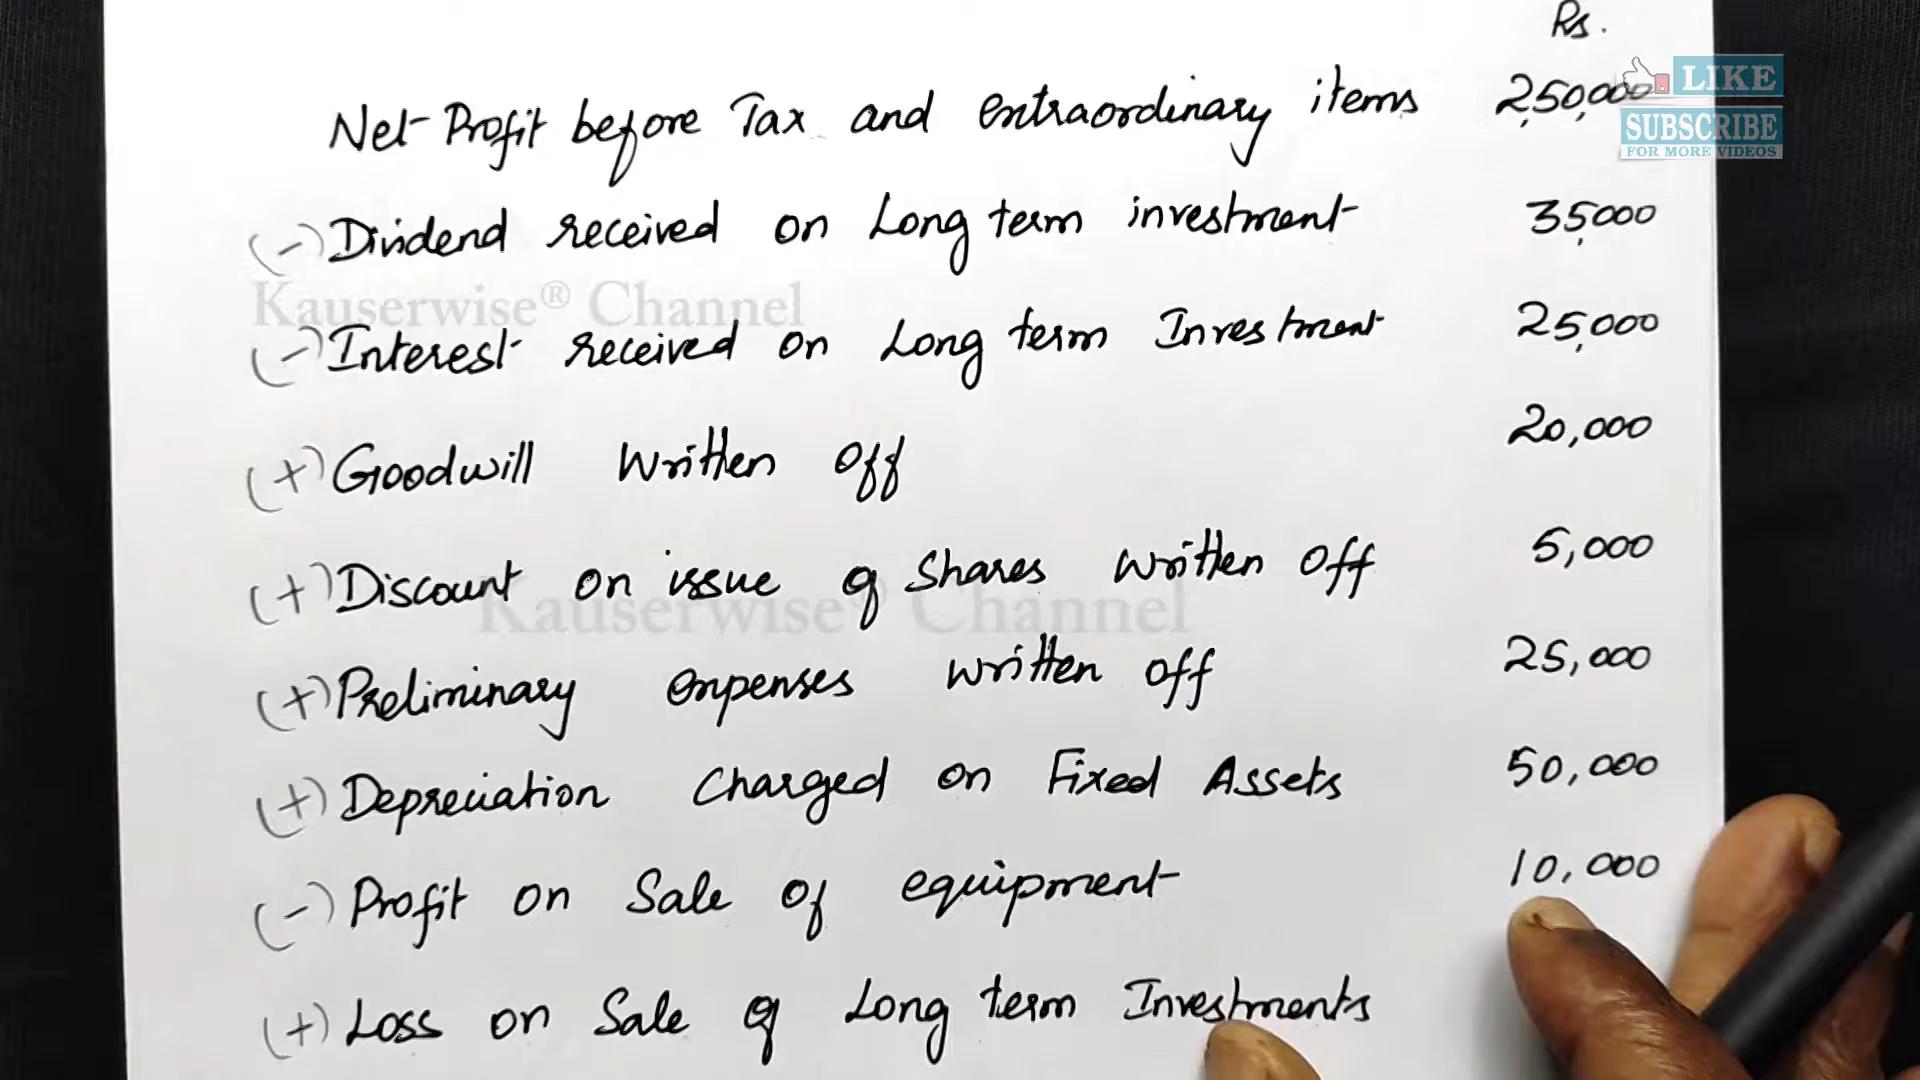 Rs.
Net Profit before Tax and extraordinary items 2,50,000
(-) Dividend received on Long term investment 35,000
(-) Interest received on Long term Investment 25,000
(+) Goodwill written off 20,000
(+) Discount on issue of Shares written off 5,000
(+) Preliminary expenses written off 25,000
(+) Depreciation Charged on Fixed Assets 50,000
(-) Profit on Sale of equipment 10,000
(+) Loss on Sale of Long term Investments
LIKE
SUBSCRIBE
FOR MORE VIDEOS
Kauserwise® Channel
Kauserwise® Channel